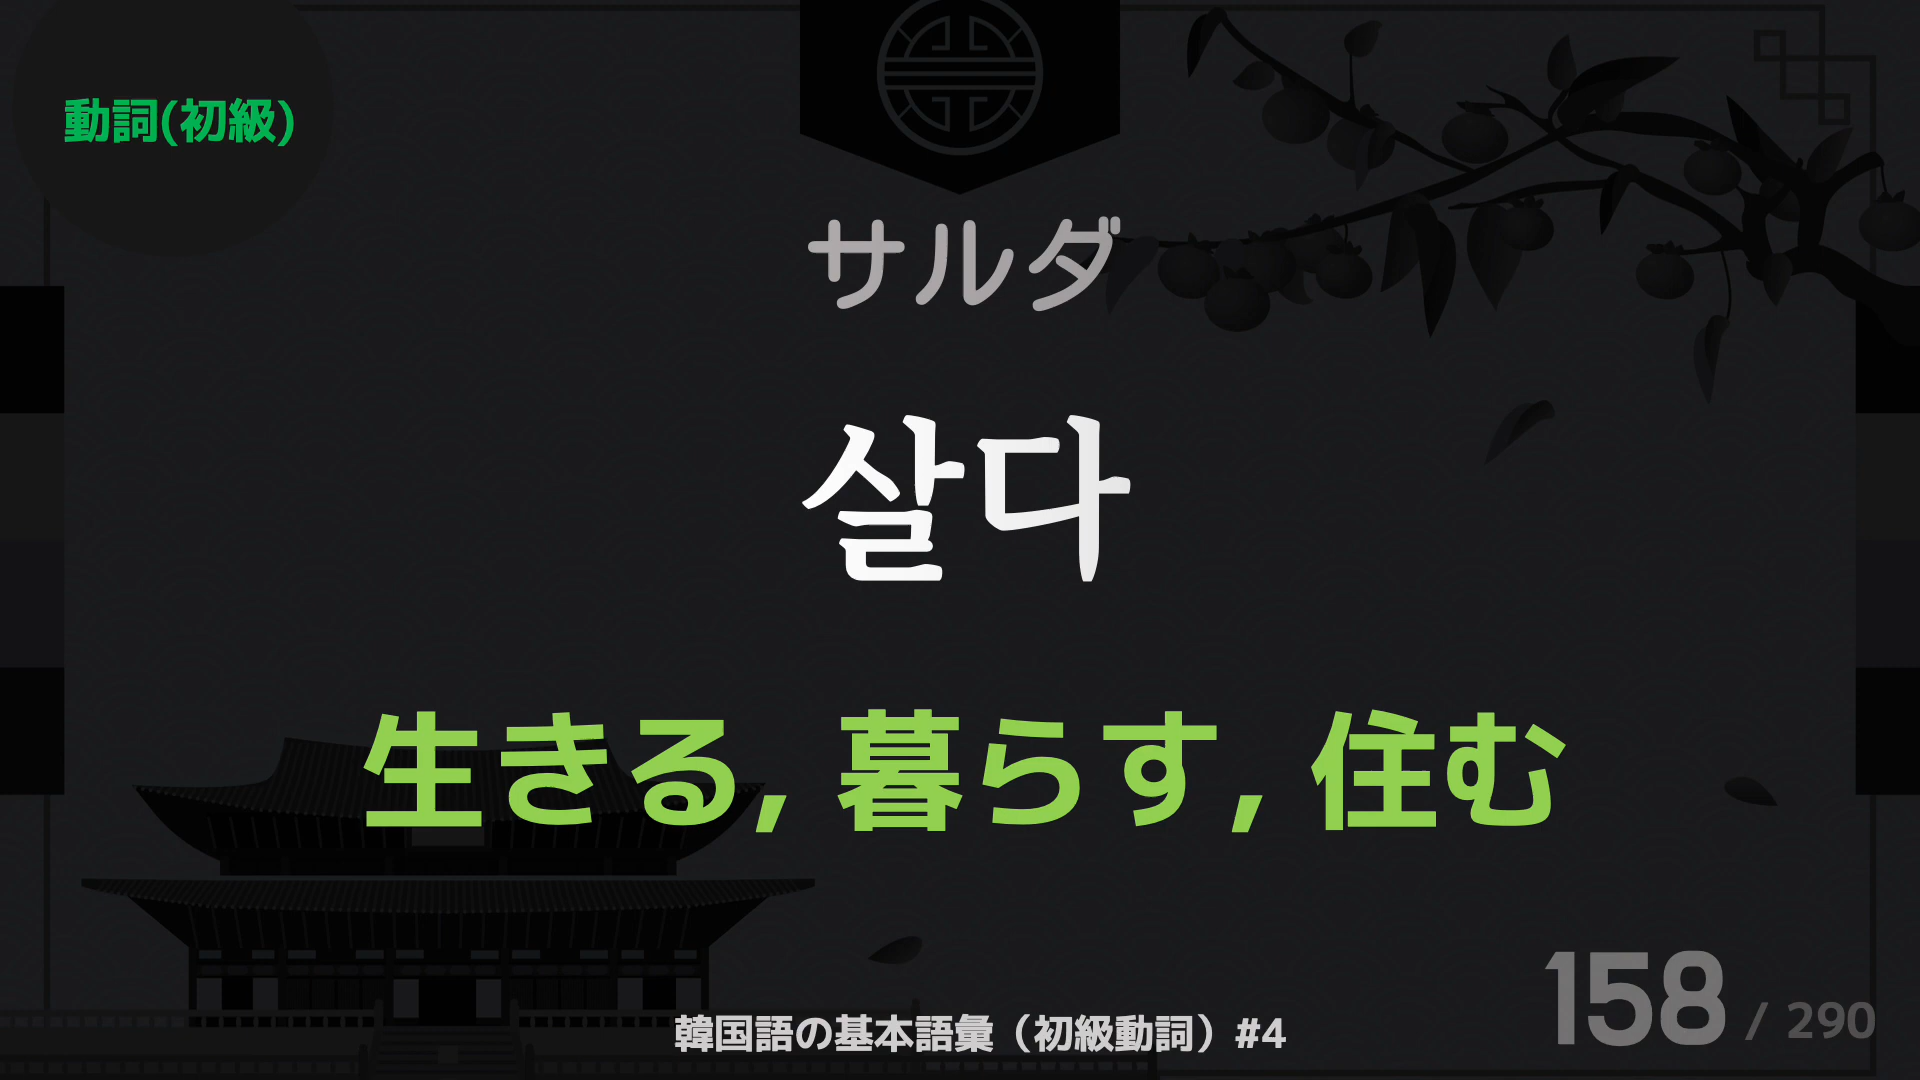 動詞(初級)
サルダ
살다
生きる, 暮らす, 住む
158 / 290
韓国語の基本語彙（初級動詞）#4